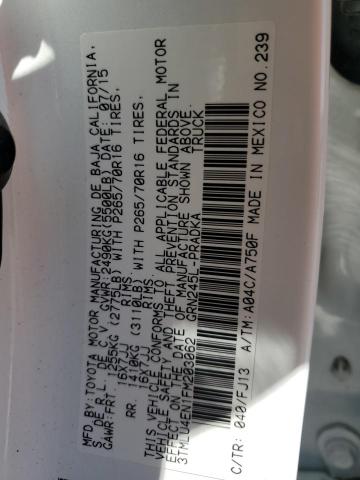 MFD.BY:TOYOTA MOTOR MANUFACTURING DE BAJA CALIFORNIA,
S. DE R.L. DE C.V. GVWR:2490KG(5500LB) DATE: 07/15
GAWR:FRT. 1255KG (2775LB) WITH P265/70R16 TIRES,
16X7JJ RIMS
RR. 1410KG (3110LB) WITH P265/70R16 TIRES,
16X7JJ RIMS
THIS VEHICLE CONFORMS TO ALL APPLICABLE FEDERAL MOTOR
VEHICLE SAFETY AND THEFT PREVENTION STANDARDS IN
EFFECT ON THE DATE OF MANUFACTURE SHOWN ABOVE.
3TMLU4EN1FM203062 TRUCK
GRN245L-PRADKA
C/TR: 040/FJ13 A/TM:A04C/A750F MADE IN MEXICO NO.239